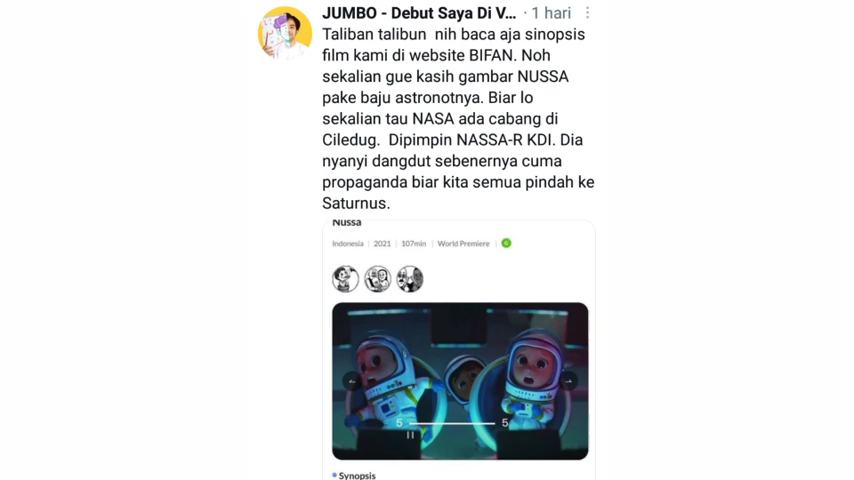 JUMBO - Debut Saya Di V... · 1 hari
Taliban talibun nih baca aja sinopsis
film kami di website BIFAN. Noh
sekalian gue kasih gambar NUSSA
pake baju astronotnya. Biar lo
sekalian tau NASA ada cabang di
Ciledug. Dipimpin NASSA-R KDI. Dia
nyanyi dangdut sebenernya cuma
propaganda biar kita semua pindah ke
Saturnus.
Nussa
Indonesia | 2021 | 107min | World Premiere | G
5 5
Synopsis